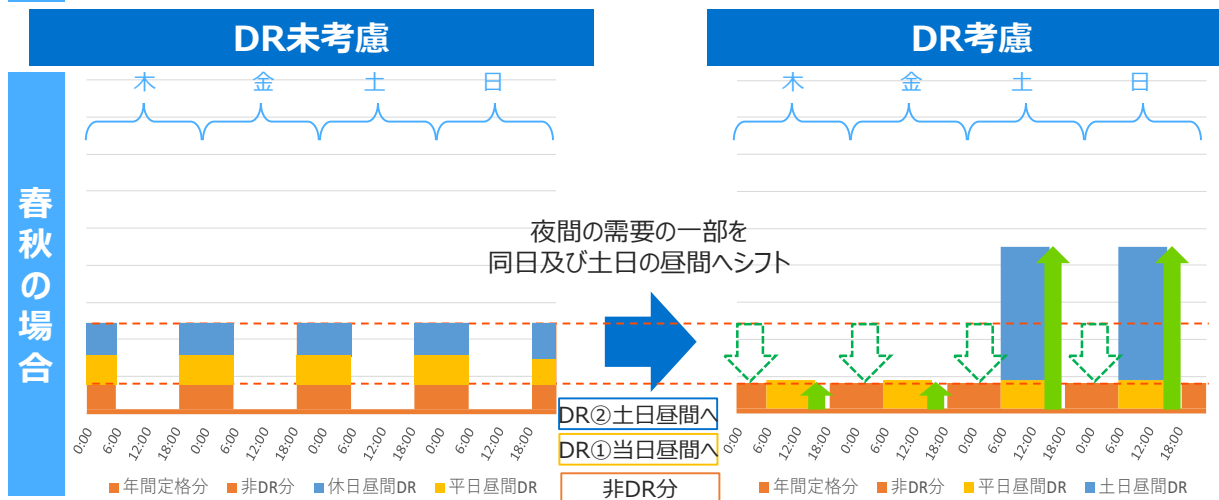 DR未考慮
DR考慮
木 金 土 日
木 金 土 日
春秋の場合
夜間の需要の一部を
同日及び土日の昼間へシフト
DR②土日昼間へ
DR①当日昼間へ
非DR分
0:00 6:00 12:00 18:00 0:00 6:00 12:00 18:00 0:00 6:00 12:00 18:00 0:00 6:00 12:00 18:00
0:00 6:00 12:00 18:00 0:00 6:00 12:00 18:00 0:00 6:00 12:00 18:00 0:00 6:00 12:00 18:00
年間定格分 非DR分 休日昼間DR 平日昼間DR
年間定格分 非DR分 平日昼間DR 土日昼間DR